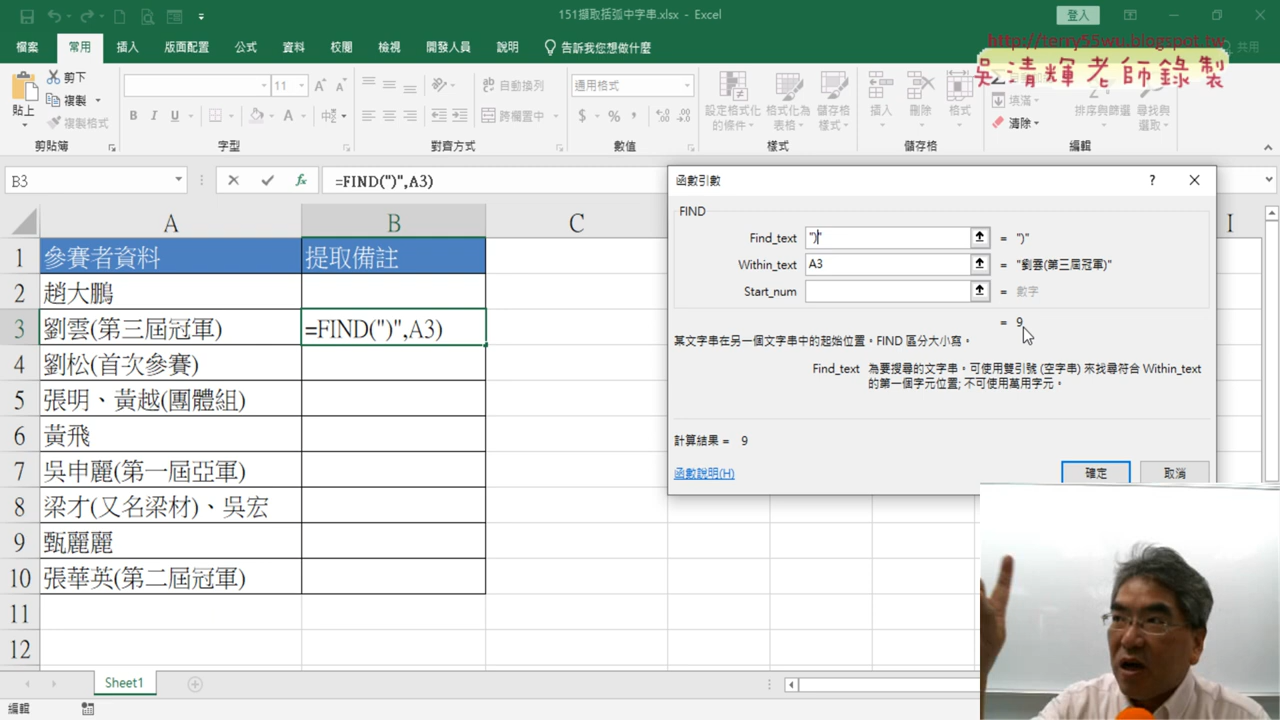 151擷取括弧中字串.xlsx - Excel
登入
檔案 常用 插入 版面配置 公式 資料 校閱 檢視 開發人員 說明 告訴我您想做什麼 共用
http://terry55wu.blogspot.tw
吳清輝老師錄製
貼上 剪下 複製 複製格式
11 B I U A
自動換列 跨欄置中
通用格式 $ %
設定格式化的條件 格式化為表格 儲存格樣式
插入 刪除 格式
填滿 清除 排序與篩選 尋找與選取
剪貼簿 字型 對齊方式 數值 樣式 儲存格 編輯
B3 fx =FIND(")",A3)
A B C I
1 參賽者資料 提取備註
2 趙大鵬
3 劉雲(第三屆冠軍) =FIND(")",A3)
4 劉松(首次參賽)
5 張明、黃越(團體組)
6 黃飛
7 吳申麗(第一屆亞軍)
8 梁才(又名梁材)、吳宏
9 甄麗麗
10 張華英(第二屆冠軍)
11
12
函數引數 ?
FIND
Find_text ")" = ")"
Within_text A3 = "劉雲(第三屆冠軍)"
Start_num = 數字
= 9
某文字串在另一個文字串中的起始位置。FIND 區分大小寫。
Find_text 為要搜尋的文字串。可使用雙引號 (空字串) 來找尋符合 Within_text
的第一個字元位置; 不可使用萬用字元。
計算結果 = 9
函數說明(H) 確定 取消
Sheet1
編輯